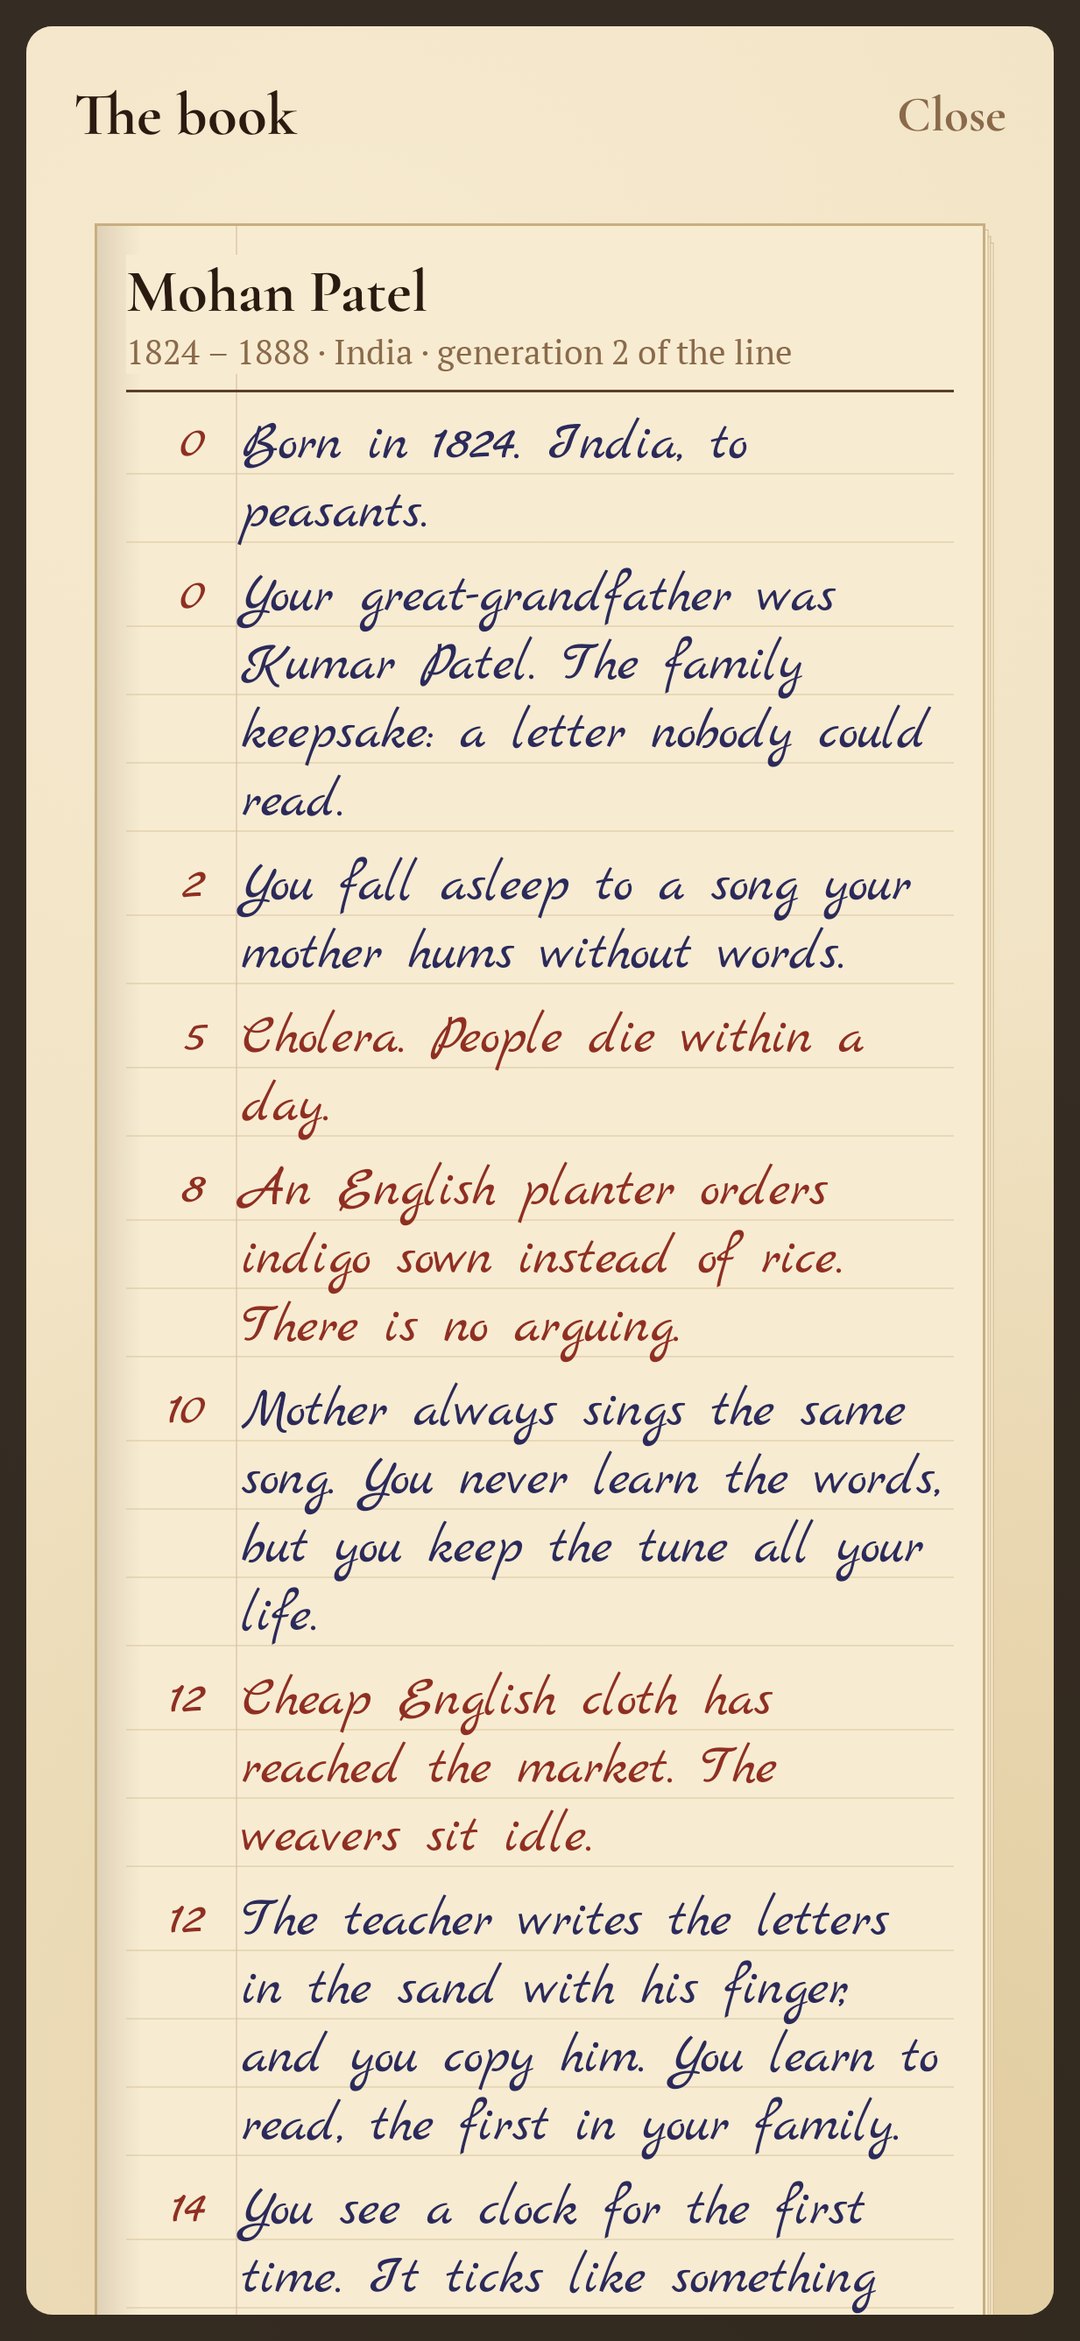 The book
Close
Mohan Patel
1824 – 1888 · India · generation 2 of the line
0 Born in 1824. India, to
peasants.
0 Your great-grandfather was
Kumar Patel. The family
keepsake: a letter nobody could
read.
2 You fall asleep to a song your
mother hums without words.
5 Cholera. People die within a
day.
8 An English planter orders
indigo sown instead of rice.
There is no arguing.
10 Mother always sings the same
song. You never learn the words,
but you keep the tune all your
life.
12 Cheap English cloth has
reached the market. The
weavers sit idle.
12 The teacher writes the letters
in the sand with his finger,
and you copy him. You learn to
read, the first in your family.
14 You see a clock for the first
time. It ticks like something